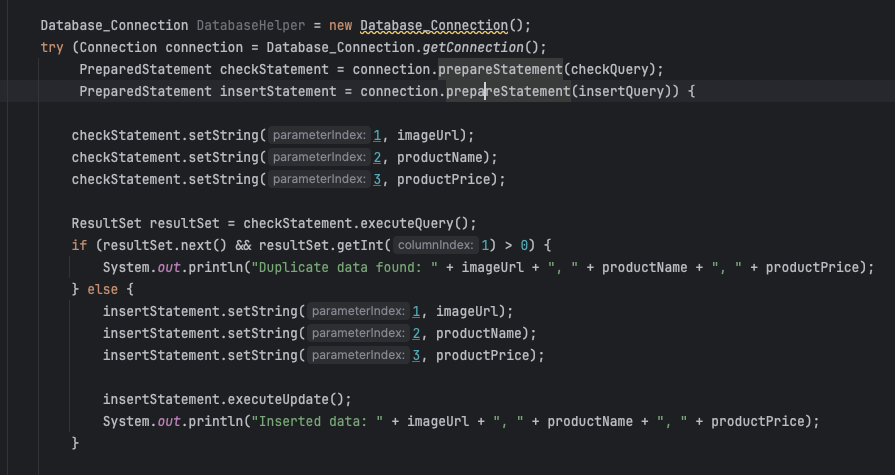 Database_Connection DatabaseHelper = new Database_Connection();
try (Connection connection = Database_Connection.getConnection();
     PreparedStatement checkStatement = connection.prepareStatement(checkQuery);
     PreparedStatement insertStatement = connection.prepareStatement(insertQuery)) {
    checkStatement.setString( parameterIndex: 1, imageUrl);
    checkStatement.setString( parameterIndex: 2, productName);
    checkStatement.setString( parameterIndex: 3, productPrice);
    ResultSet resultSet = checkStatement.executeQuery();
    if (resultSet.next() && resultSet.getInt( columnIndex: 1) > 0) {
        System.out.println("Duplicate data found: " + imageUrl + ", " + productName + ", " + productPrice);
    } else {
        insertStatement.setString( parameterIndex: 1, imageUrl);
        insertStatement.setString( parameterIndex: 2, productName);
        insertStatement.setString( parameterIndex: 3, productPrice);
        insertStatement.executeUpdate();
        System.out.println("Inserted data: " + imageUrl + ", " + productName + ", " + productPrice);
    }